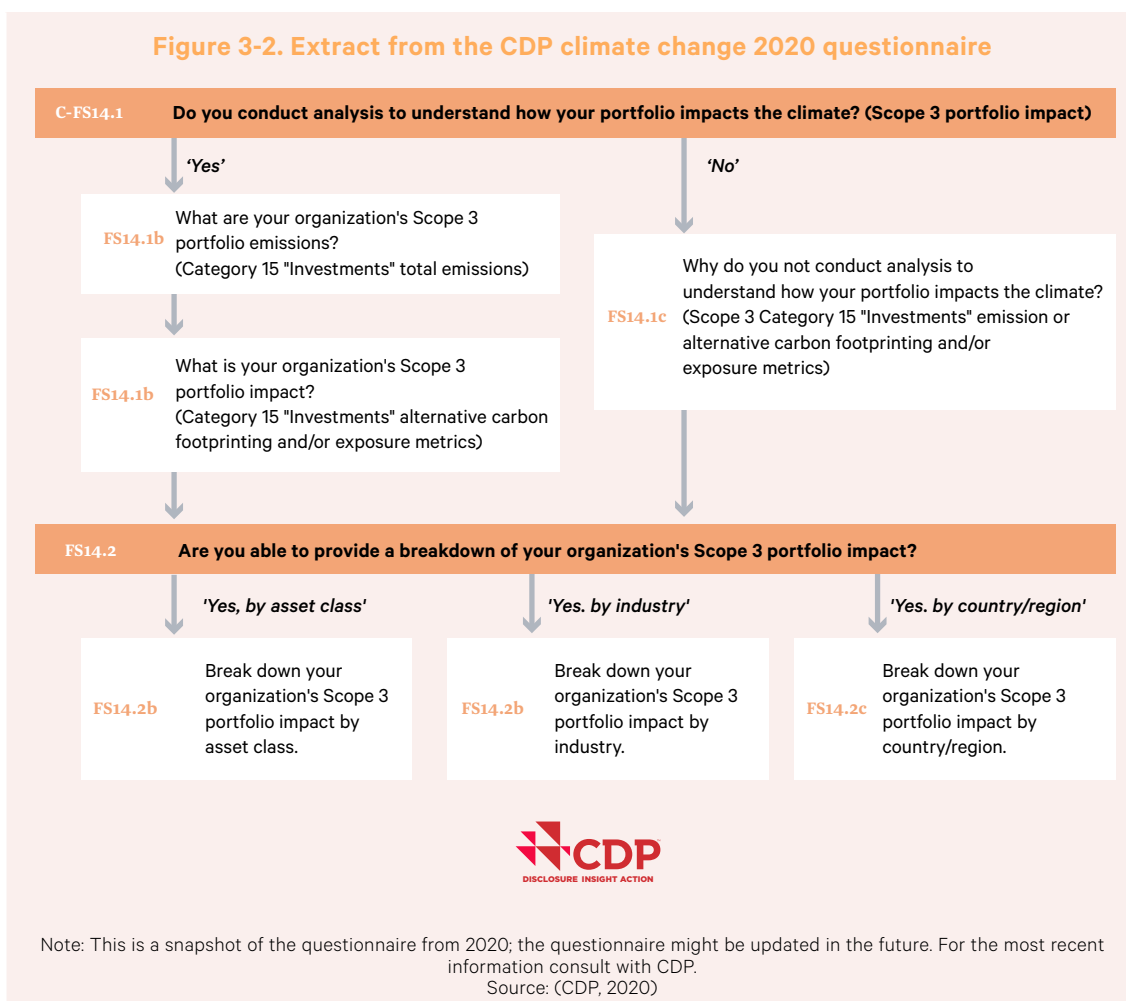 Figure 3-2. Extract from the CDP climate change 2020 questionnaire
C-FS14.1 Do you conduct analysis to understand how your portfolio impacts the climate? (Scope 3 portfolio impact)
‘Yes’
‘No’
FS14.1b
What are your organization's Scope 3
portfolio emissions?
(Category 15 "Investments" total emissions)
FS14.1c
Why do you not conduct analysis to
understand how your portfolio impacts the climate?
(Scope 3 Category 15 "Investments" emission or
alternative carbon footprinting and/or
exposure metrics)
FS14.1b
What is your organization's Scope 3
portfolio impact?
(Category 15 "Investments" alternative carbon
footprinting and/or exposure metrics)
FS14.2 Are you able to provide a breakdown of your organization's Scope 3 portfolio impact?
'Yes, by asset class'
'Yes. by industry'
'Yes. by country/region'
FS14.2b
Break down your
organization's Scope 3
portfolio impact by
asset class.
FS14.2b
Break down your
organization's Scope 3
portfolio impact by
industry.
FS14.2c
Break down your
organization's Scope 3
portfolio impact by
country/region.
CDP
DISCLOSURE INSIGHT ACTION
Note: This is a snapshot of the questionnaire from 2020; the questionnaire might be updated in the future. For the most recent
information consult with CDP.
Source: (CDP, 2020)